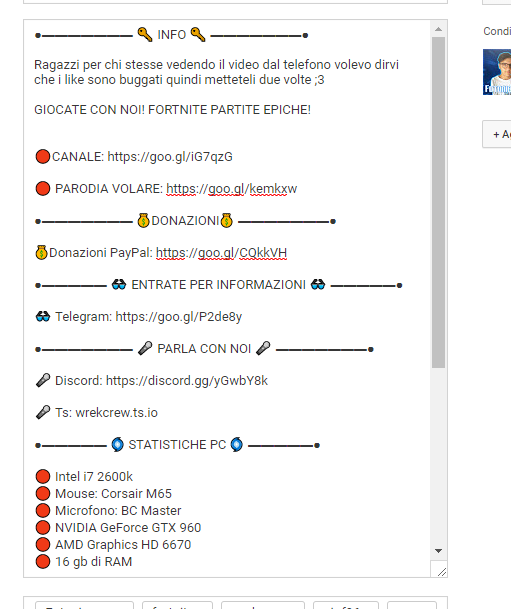 🔑 INFO 🔑
Condi
Ragazzi per chi stesse vedendo il video dal telefono volevo dirvi
che i like sono buggati quindi metteteli due volte ;3
GIOCATE CON NOI! FORTNITE PARTITE EPICHE!
+ Ag
🔴CANALE: https://goo.gl/iG7qzG
🔴 PARODIA VOLARE: https://goo.gl/kemkxw
💰DONAZIONI💰
💰Donazioni PayPal: https://goo.gl/CQkkVH
👓 ENTRATE PER INFORMAZIONI 👓
👓 Telegram: https://goo.gl/P2de8y
🎤 PARLA CON NOI 🎤
🎤 Discord: https://discord.gg/yGwbY8k
🎤 Ts: wrekcrew.ts.io
🌀 STATISTICHE PC 🌀
🔴 Intel i7 2600k
🔴 Mouse: Corsair M65
🔴 Microfono: BC Master
🔴 NVIDIA GeForce GTX 960
🔴 AMD Graphics HD 6670
🔴 16 gb di RAM